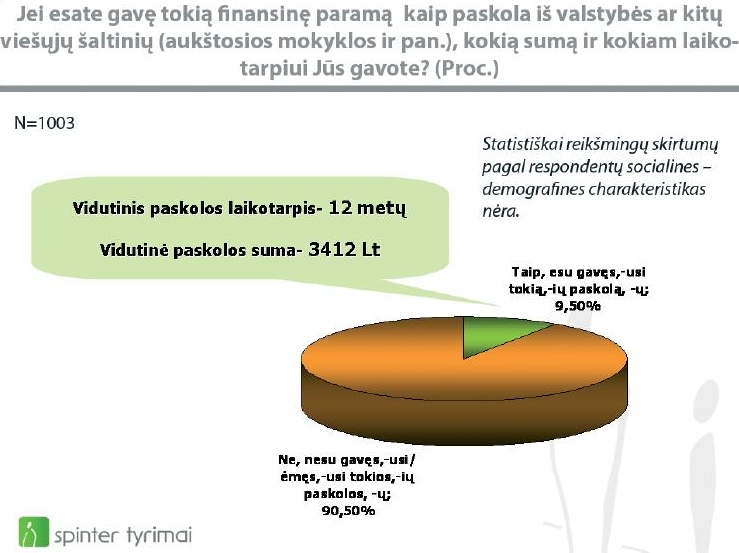 Jei esate gavę tokią finansinę paramą kaip paskola iš valstybės ar kitų
viešųjų šaltinių (aukštosios mokyklos ir pan.), kokią sumą ir kokiam laiko-
tarpiui Jūs gavote? (Proc.)
N=1003
Statistiškai reikšmingų skirtumų
pagal respondentų socialines –
demografines charakteristikas
nėra.
Vidutinis paskolos laikotarpis- 12 metų
Vidutinė paskolos suma- 3412 Lt
Taip, esu gavęs,-usi
tokią,-ių paskolą, -ų;
9,50%
Ne, nesu gavęs,-usi/
ėmęs,-usi tokios,-ių
paskolos, -ų;
90,50%
spinter tyrimai